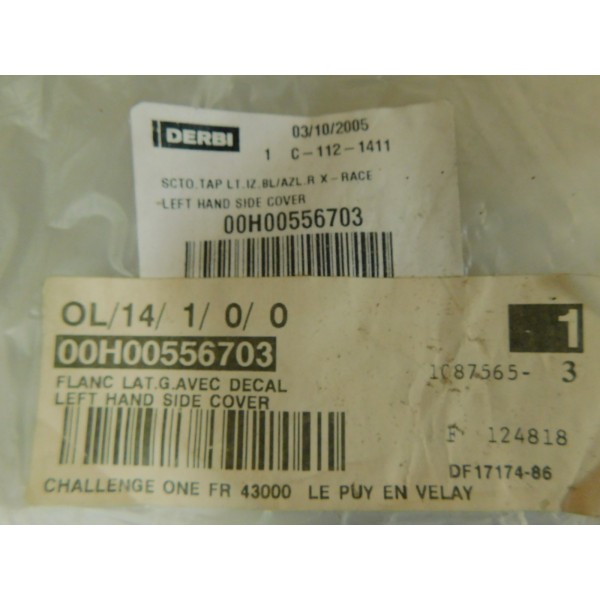 DERBI
03/10/2005
1 C-112-1411
SCTO.TAP LT.IZ.BL/AZL.R X-RACE
-LEFT HAND SIDE COVER
00H00556703
OL/14/ 1/ 0/ 0
1
00H00556703
1C87565- 3
FLANC LAT.G.AVEC DECAL
LEFT HAND SIDE COVER
F 124818
DF17174-86
CHALLENGE ONE FR 43000 LE PUY EN VELAY